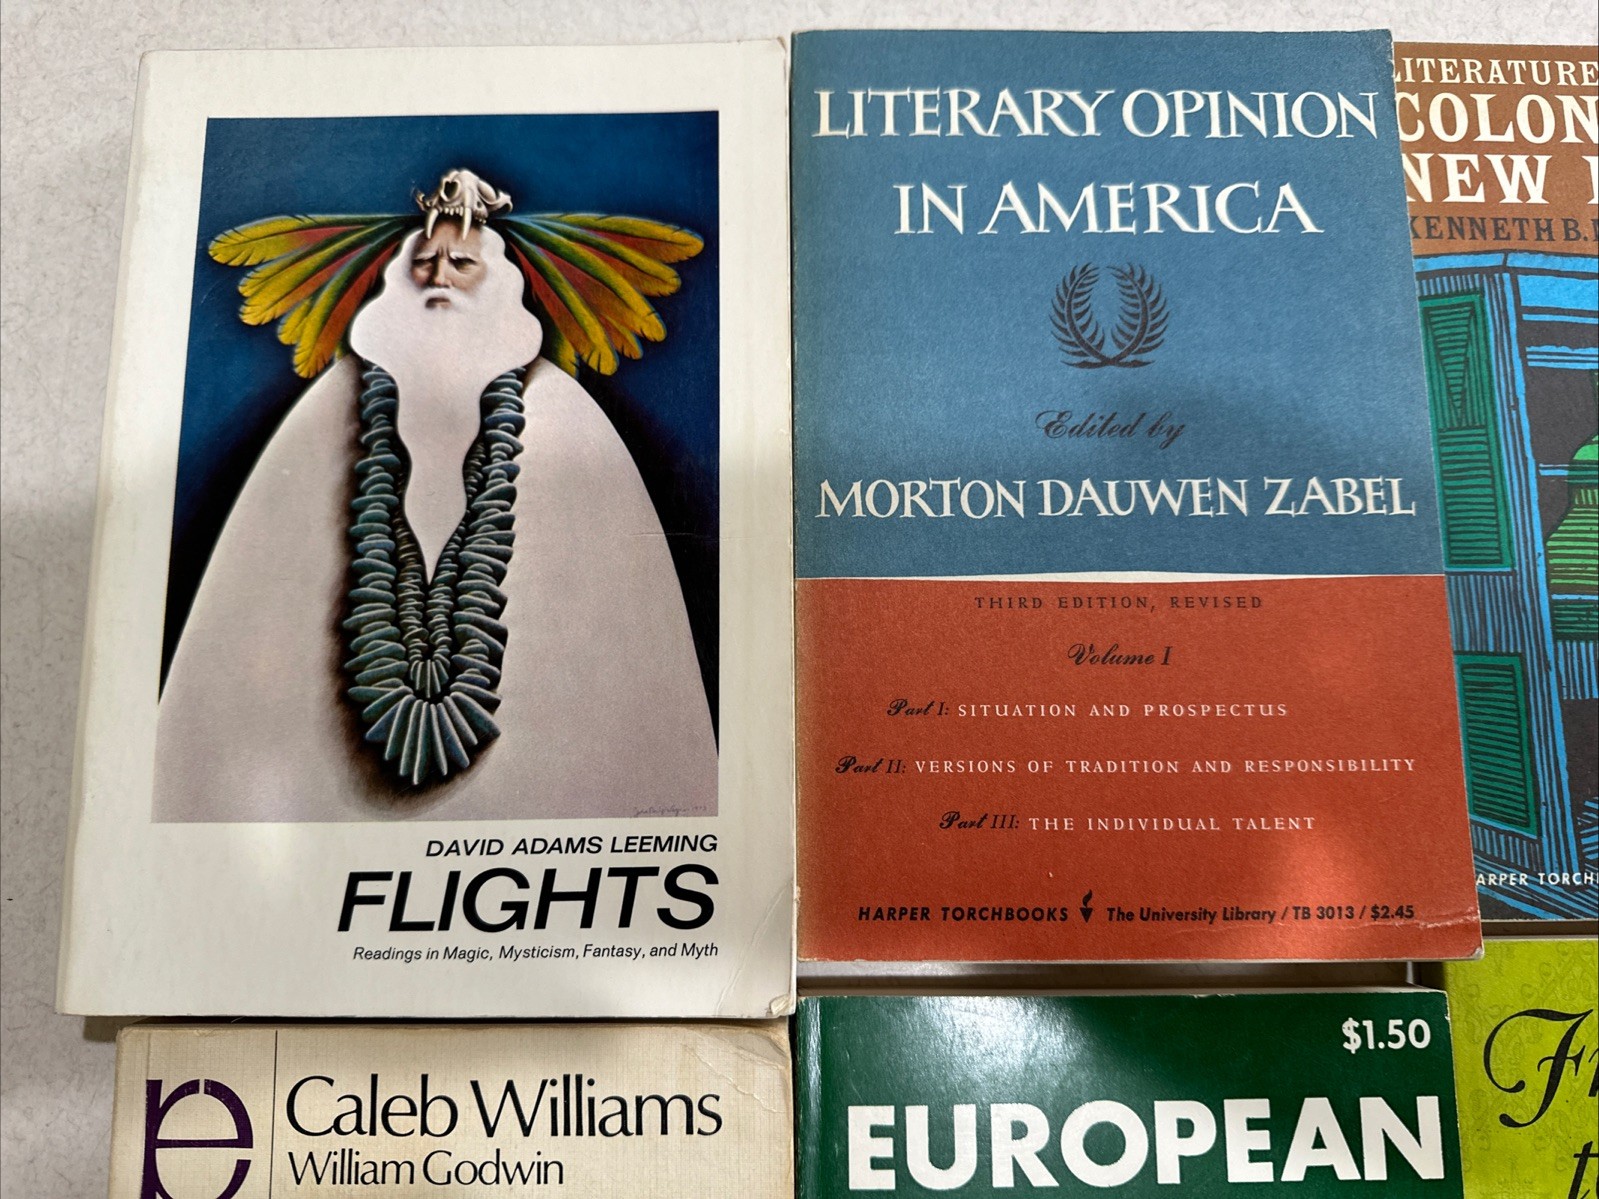 DAVID ADAMS LEEMING
FLIGHTS
Readings in Magic, Mysticism, Fantasy, and Myth
LITERARY OPINION
IN AMERICA
Edited by
MORTON DAUWEN ZABEL
THIRD EDITION, REVISED
Volume I
Part I: SITUATION AND PROSPECTUS
Part II: VERSIONS OF TRADITION AND RESPONSIBILITY
Part III: THE INDIVIDUAL TALENT
HARPER TORCHBOOKS The University Library / TB 3013 / $2.45
LITERATURE
COLON
NEW
KENNETH B.
ARPER TORCH
Caleb Williams
William Godwin
$1.50
EUROPEAN